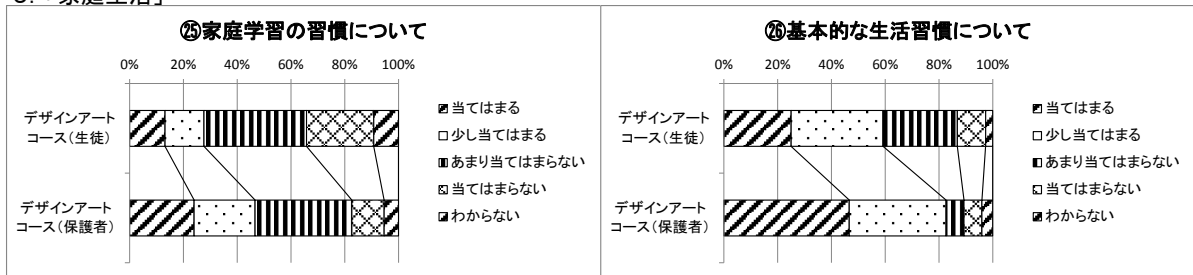 ㉕家庭学習の習慣について
0% 20% 40% 60% 80% 100%
デザインアート
コース(生徒)
デザインアート
コース(保護者)
当てはまる
少し当てはまる
あまり当てはまらない
当てはまらない
わからない
㉖基本的な生活習慣について
0% 20% 40% 60% 80% 100%
デザインアート
コース(生徒)
デザインアート
コース(保護者)
当てはまる
少し当てはまる
あまり当てはまらない
当てはまらない
わからない